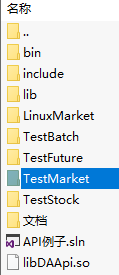 名称
..
bin
include
lib
LinuxMarket
TestBatch
TestFuture
TestMarket
TestStock
文档
API例子.sln
libDAApi.so